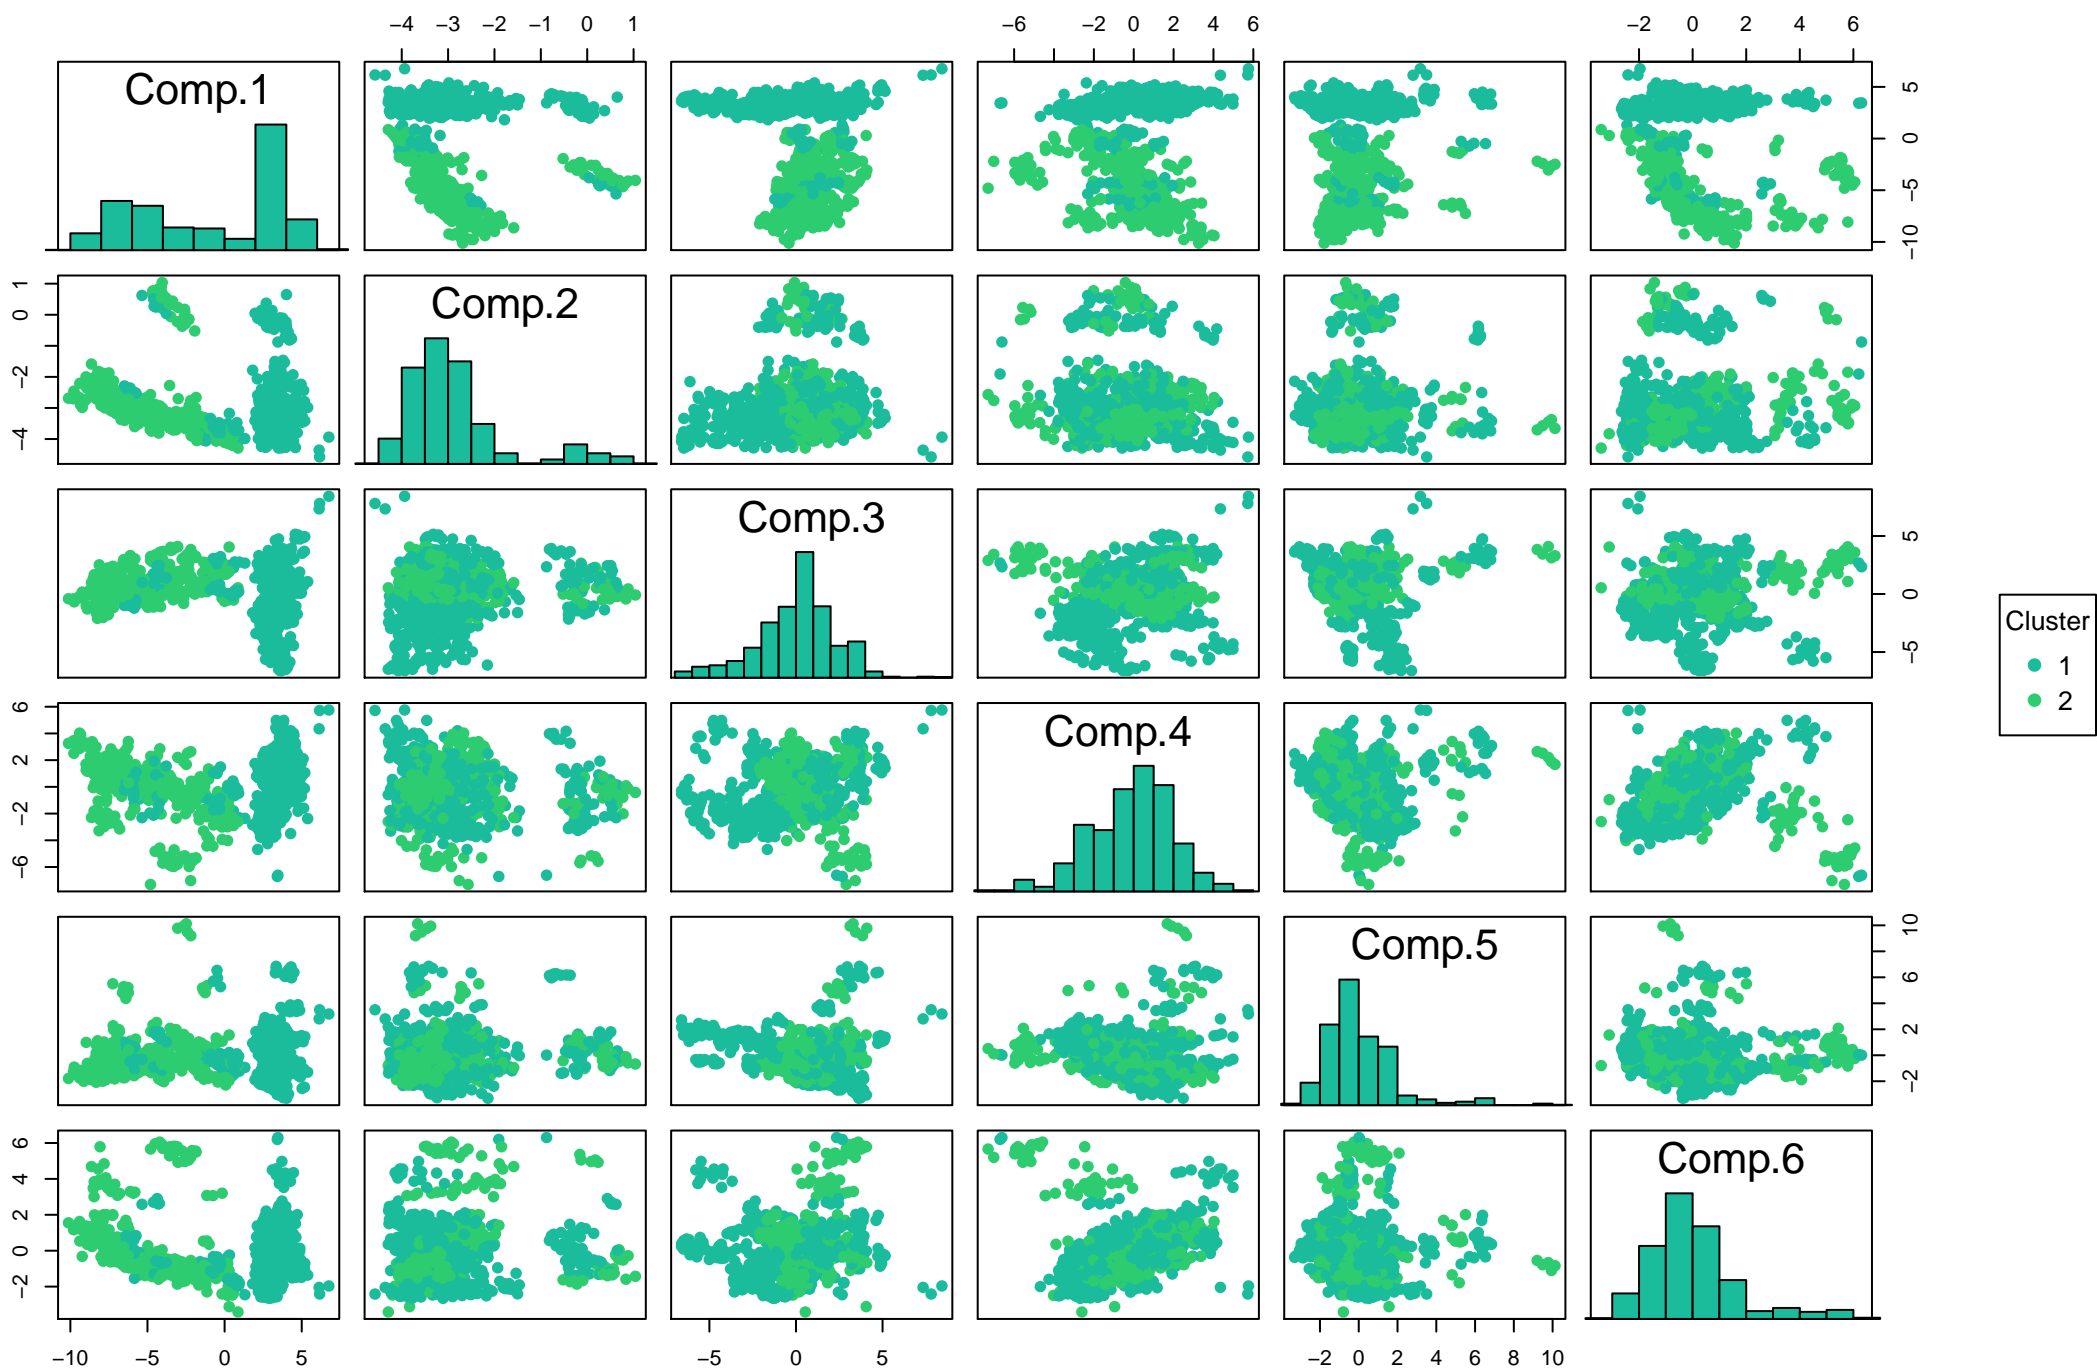 −4 −3 −2 −1 0 1 −6 −2 0 2 4 6 −2 0 2 4 6
Comp.1
−10 −5 0 5
−4 −2 0 1
Comp.2
Comp.3
−5 0 5
Cluster
1
2
−6 −2 2 6
Comp.4
Comp.5
−2 2 6 10
−2 0 2 4 6
Comp.6
−10 −5 0 5 −5 0 5 −2 0 2 4 6 8 10